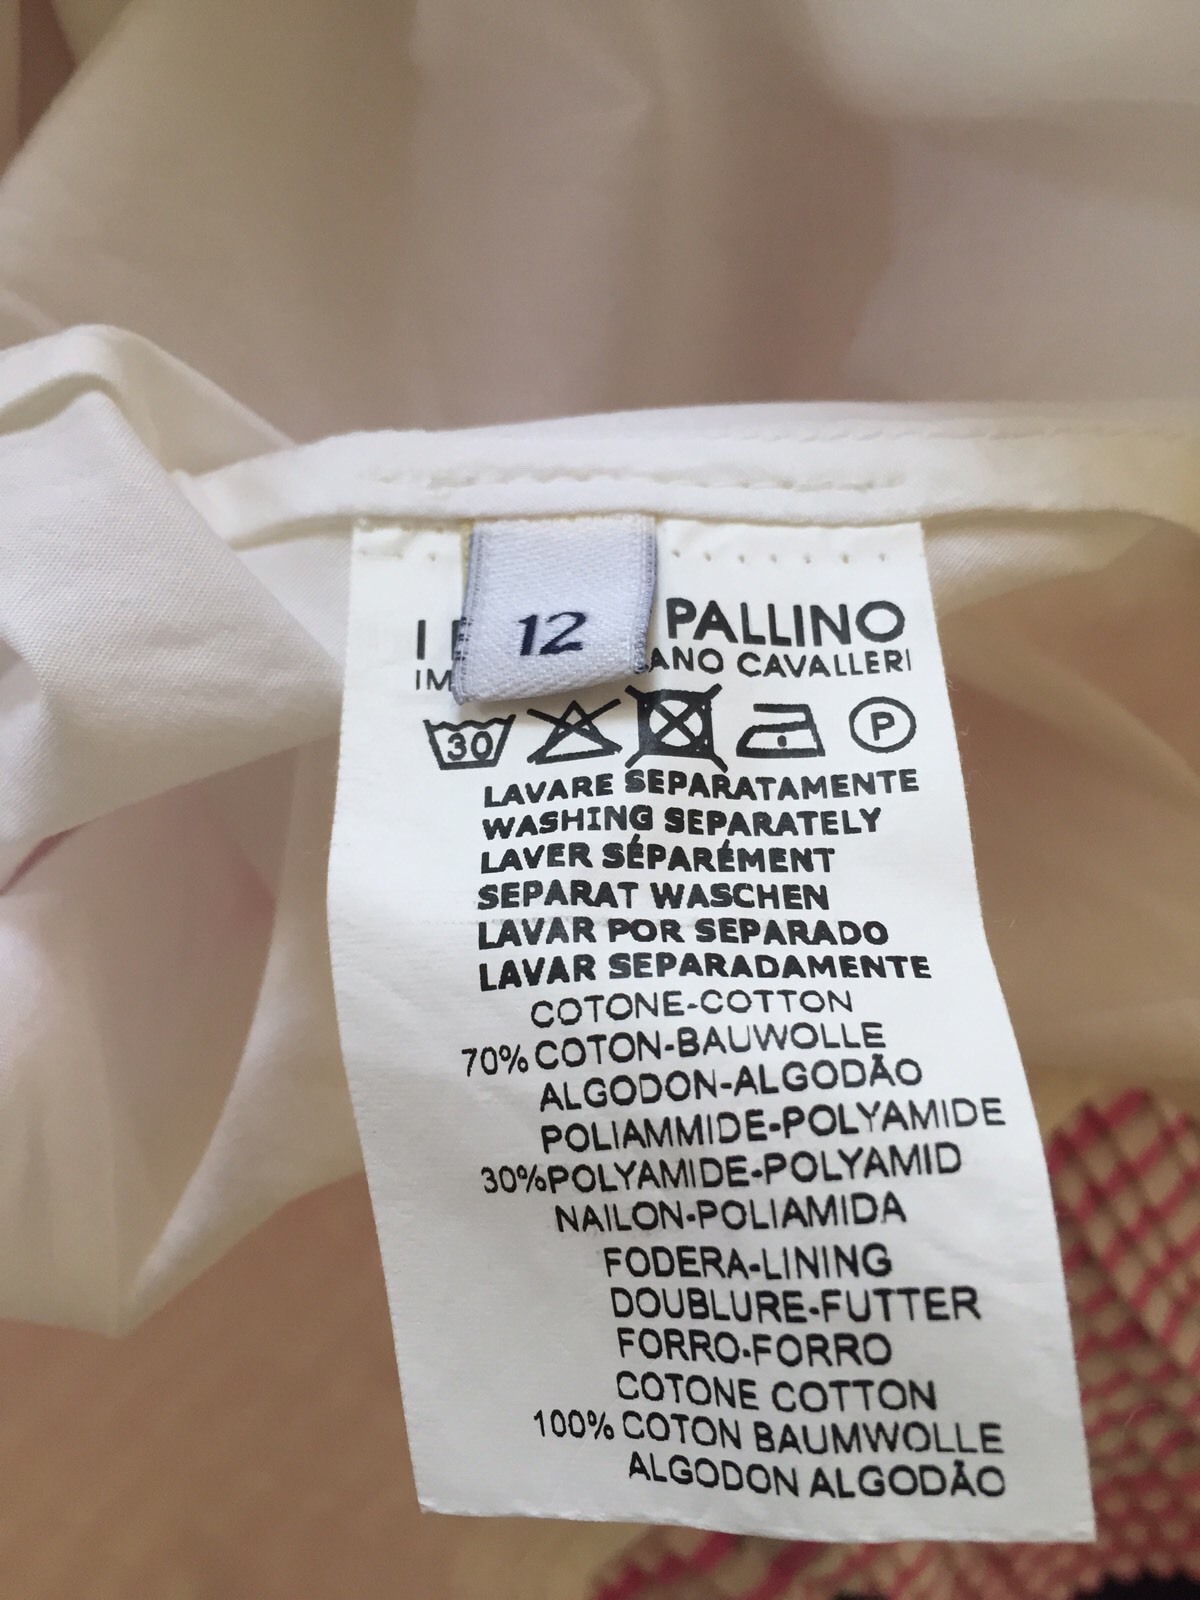 12
I PALLINO
IM ANO CAVALLERI
30 P
LAVARE SEPARATAMENTE
WASHING SEPARATELY
LAVER SÉPARÉMENT
SEPARAT WASCHEN
LAVAR POR SEPARADO
LAVAR SEPARADAMENTE
COTONE-COTTON
70% COTON-BAUWOLLE
ALGODON-ALGODÃO
POLIAMMIDE-POLYAMIDE
30%POLYAMIDE-POLYAMID
NAILON-POLIAMIDA
FODERA-LINING
DOUBLURE-FUTTER
FORRO-FORRO
COTONE COTTON
100% COTON BAUMWOLLE
ALGODON ALGODÃO